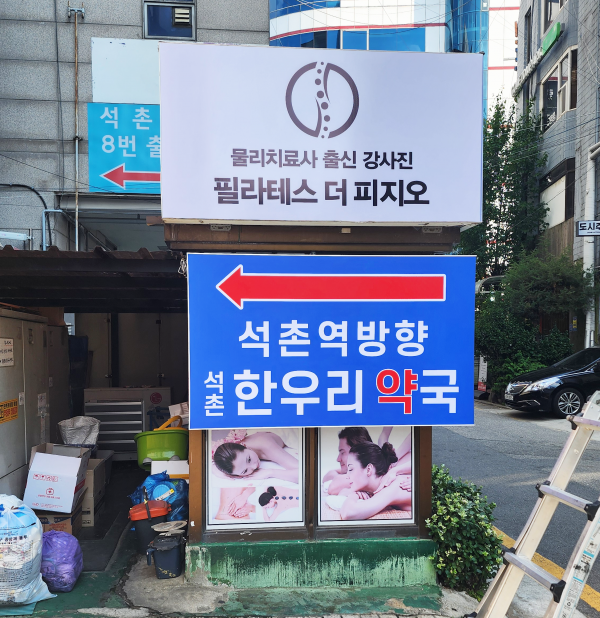 석촌
8번 출
물리치료사 출신 강사진
필라테스 더 피지오
석촌역방향
석촌 한우리 약국
도시주